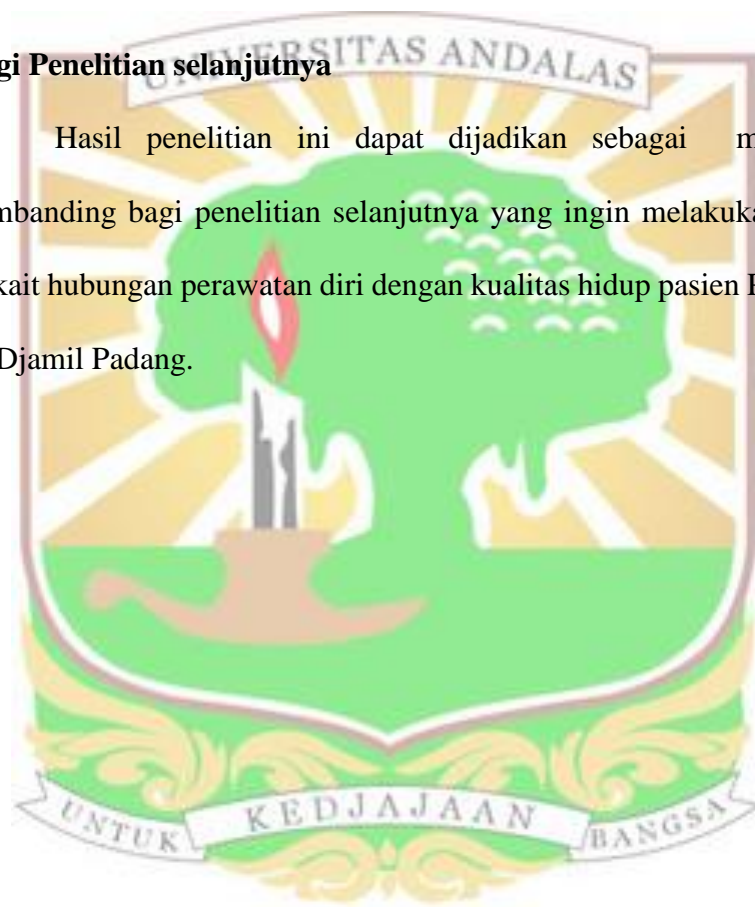 UNIVERSITAS ANDALAS
gi Penelitian selanjutnya
Hasil penelitian ini dapat dijadikan sebagai m
mbanding bagi penelitian selanjutnya yang ingin melakuka
kait hubungan perawatan diri dengan kualitas hidup pasien
Djamil Padang.
UNTUK KEDJAJAAN BANGSA